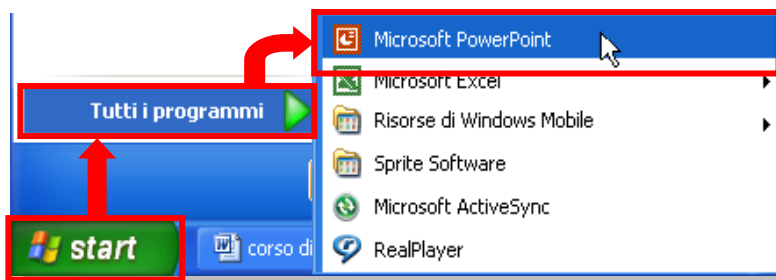 Microsoft PowerPoint
Microsoft Excel
Tutti i programmi
Risorse di Windows Mobile
Sprite Software
Microsoft ActiveSync
start
corso di
RealPlayer